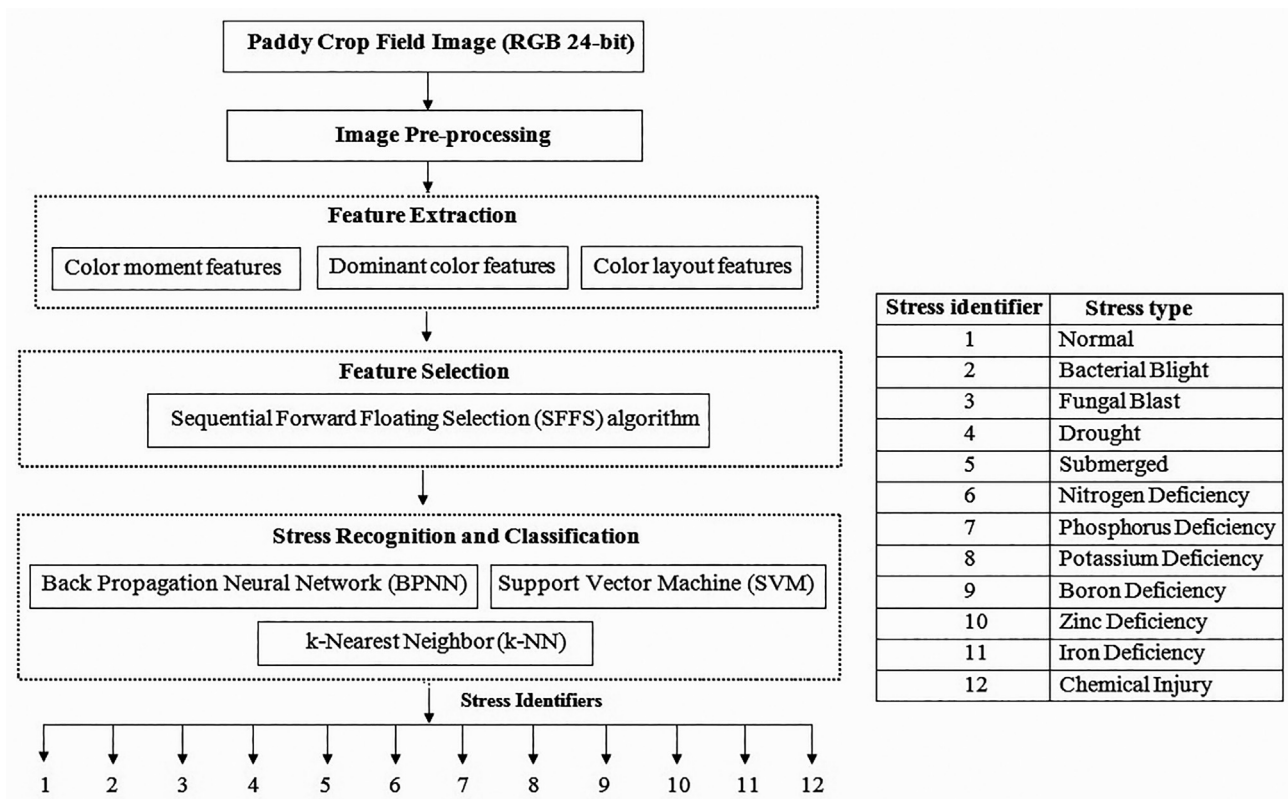 Paddy Crop Field Image (RGB 24-bit)
Image Pre-processing
Feature Extraction
Color moment features
Dominant color features
Color layout features
Feature Selection
Sequential Forward Floating Selection (SFFS) algorithm
Stress Recognition and Classification
Back Propagation Neural Network (BPNN)
Support Vector Machine (SVM)
k-Nearest Neighbor (k-NN)
Stress Identifiers
1 2 3 4 5 6 7 8 9 10 11 12
Stress identifier Stress type
1 Normal
2 Bacterial Blight
3 Fungal Blast
4 Drought
5 Submerged
6 Nitrogen Deficiency
7 Phosphorus Deficiency
8 Potassium Deficiency
9 Boron Deficiency
10 Zinc Deficiency
11 Iron Deficiency
12 Chemical Injury